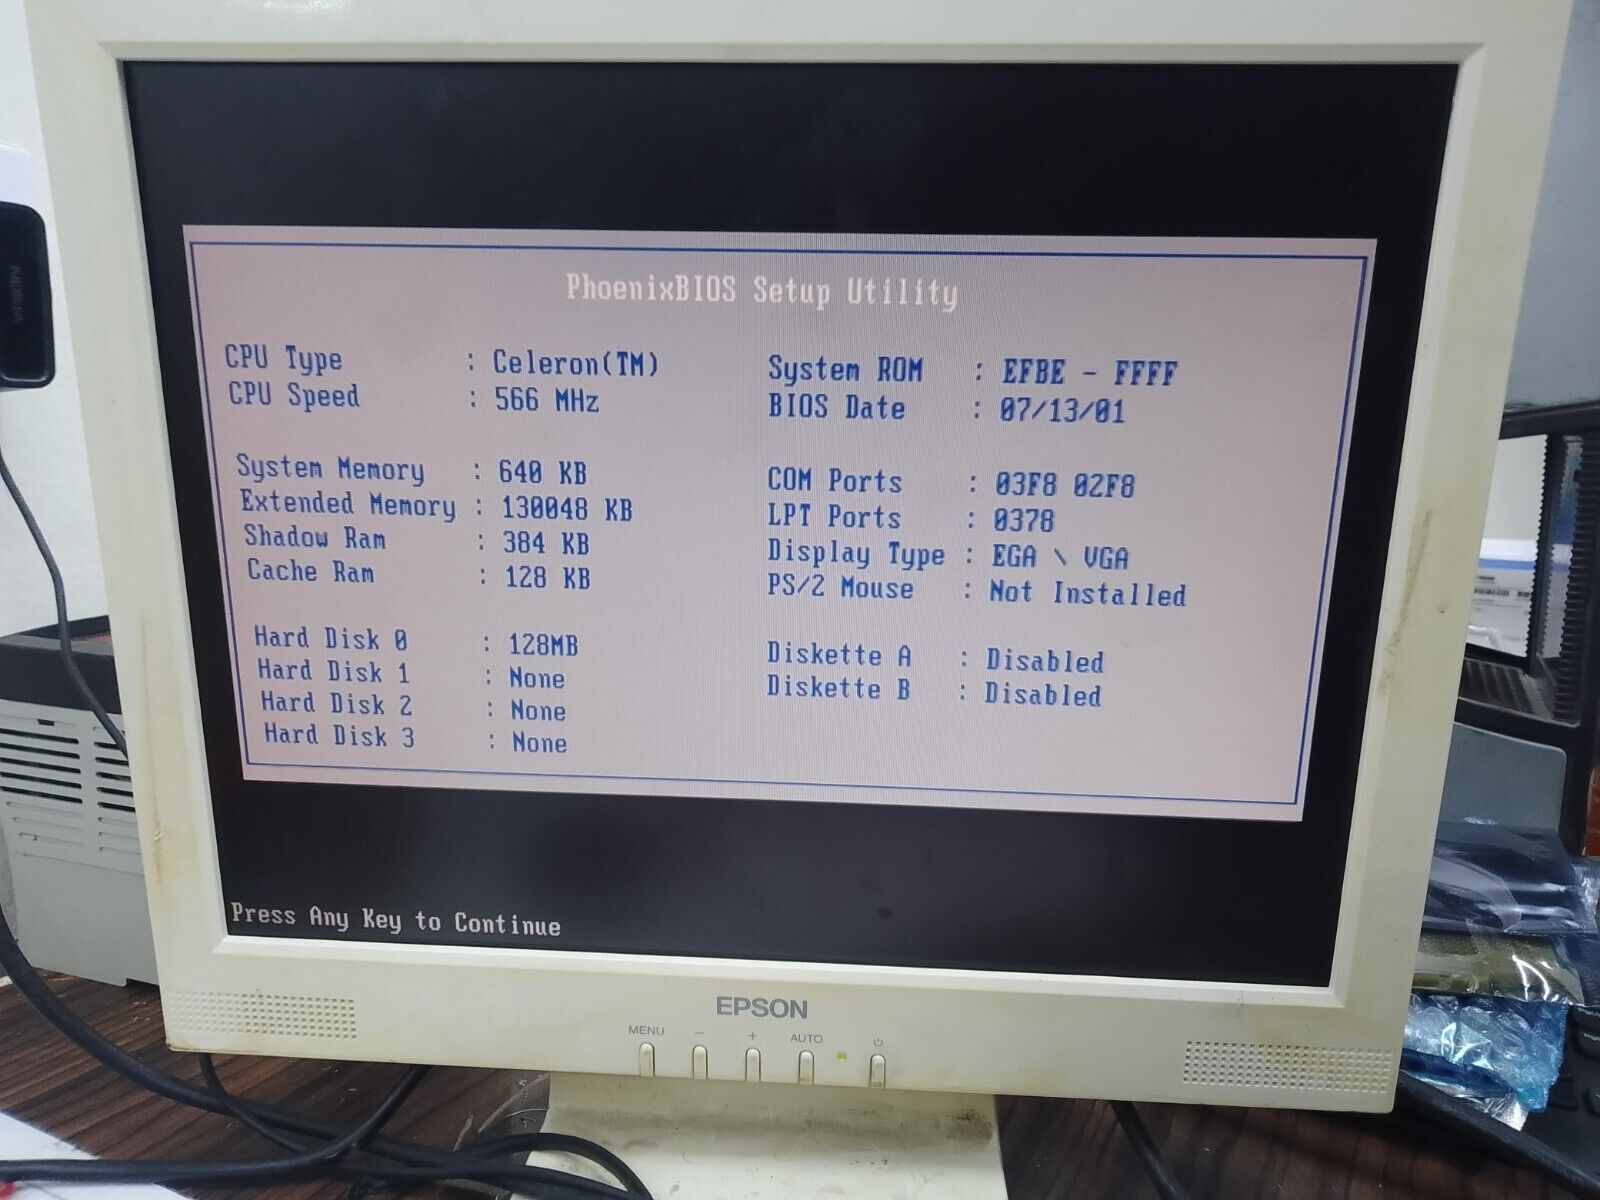 PhoenixBIOS Setup Utility
CPU Type : Celeron(TM) System ROM : EFBE - FFFF
CPU Speed : 566 MHz BIOS Date : 07/13/01
System Memory : 640 KB COM Ports : 03F8 02F8
Extended Memory : 130048 KB LPT Ports : 0378
Shadow Ram : 384 KB Display Type : EGA \ VGA
Cache Ram : 128 KB PS/2 Mouse : Not Installed
Hard Disk 0 : 128MB Diskette A : Disabled
Hard Disk 1 : None Diskette B : Disabled
Hard Disk 2 : None
Hard Disk 3 : None
Press Any Key to Continue
EPSON
MENU - + AUTO